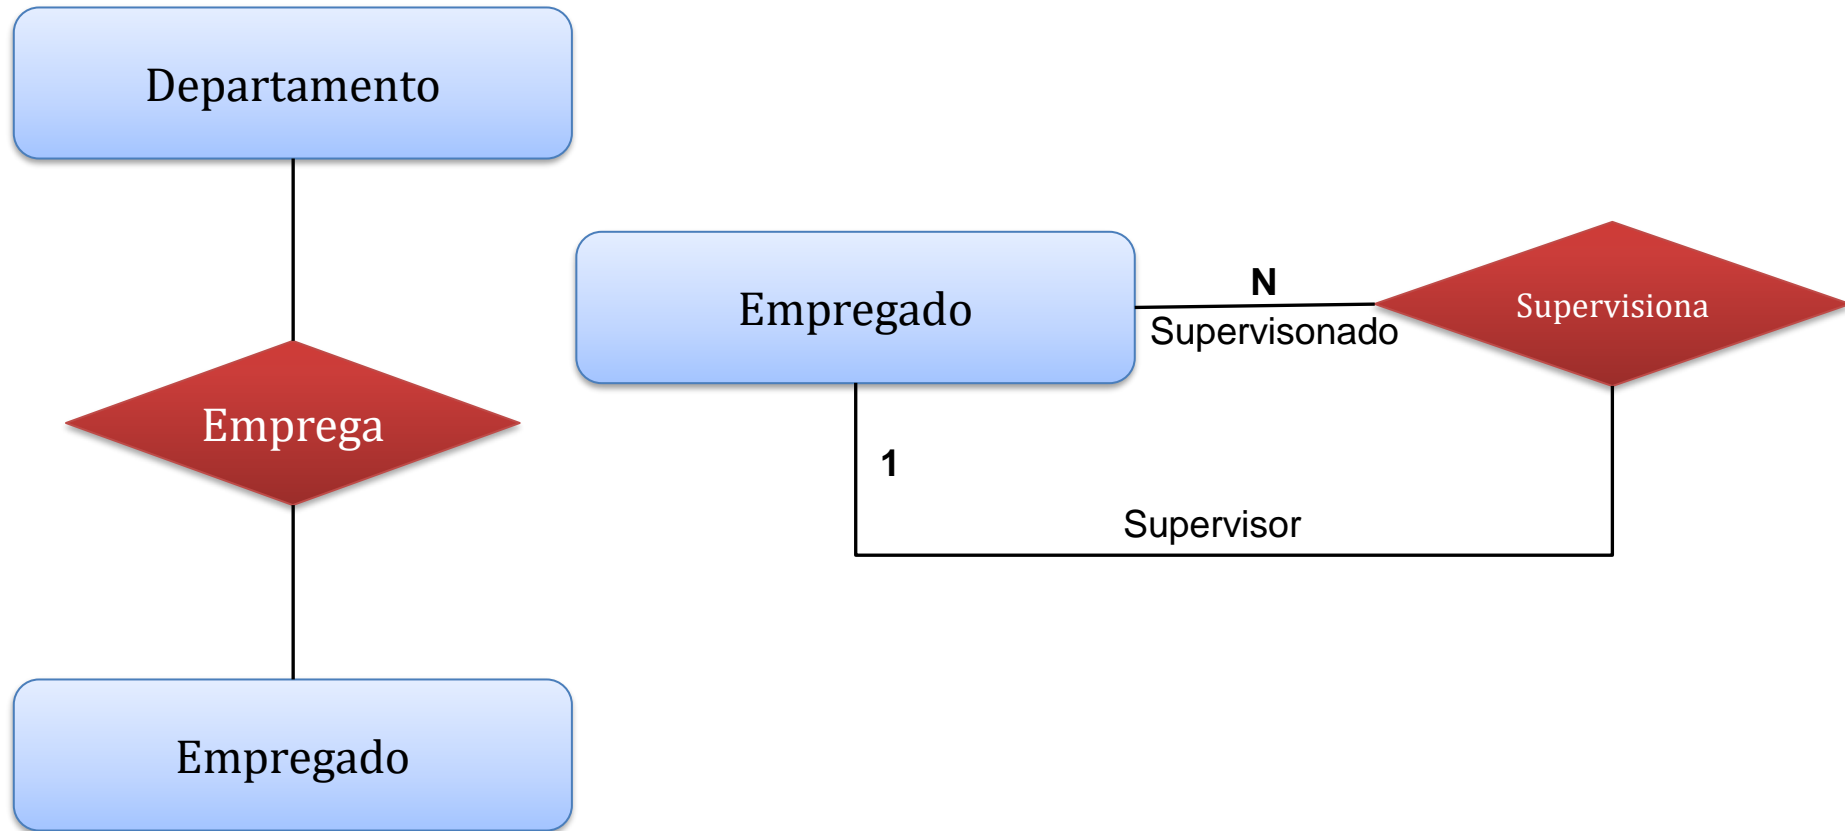 Departamento
Emprega
Empregado
Empregado
N
Supervisonado
Supervisiona
1
Supervisor